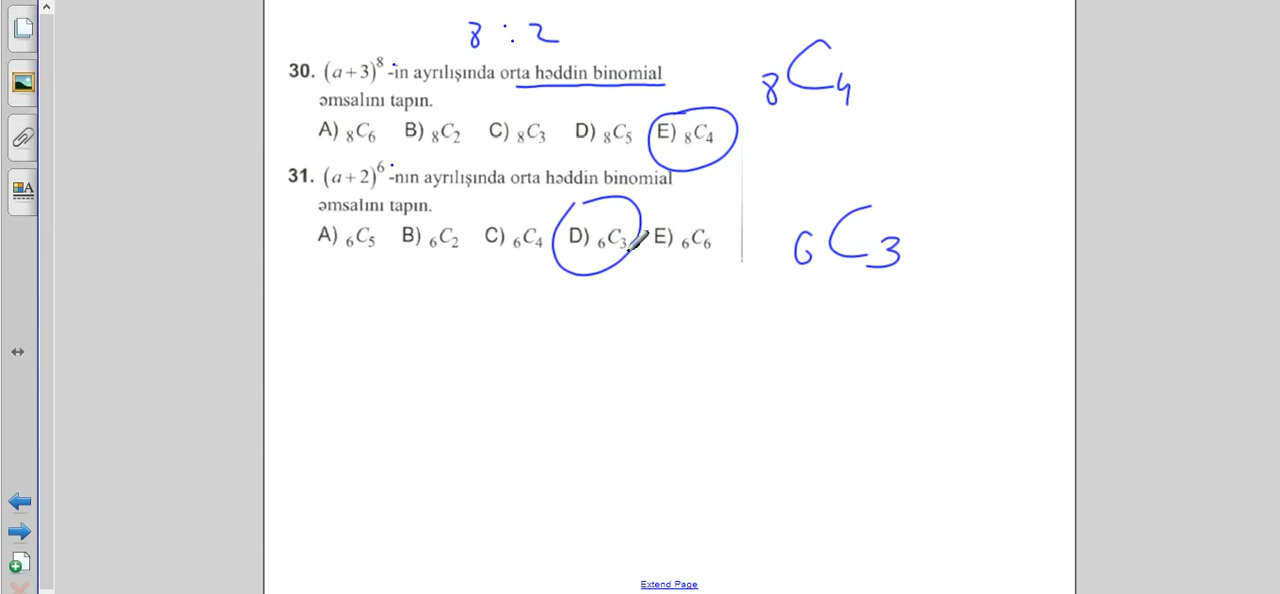 8 : 2
30. (a+3)⁸ -in ayrılışında orta həddin binomial
əmsalını tapın.
A) ₈C₆ B) ₈C₂ C) ₈C₃ D) ₈C₅ E) ₈C₄
₈C₄
31. (a+2)⁶ -nın ayrılışında orta həddin binomial
əmsalını tapın.
A) ₆C₅ B) ₆C₂ C) ₆C₄ D) ₆C₃ E) ₆C₆
₆C₃
Extend Page